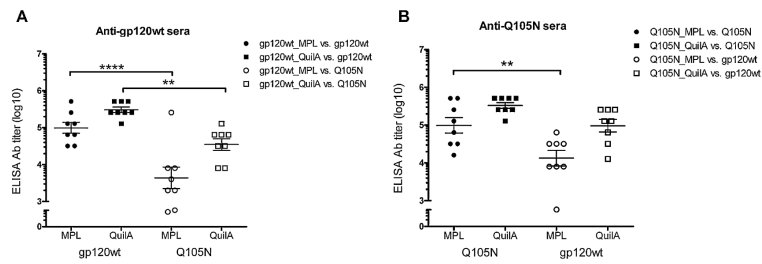 A
Anti-gp120wt sera
ELISA Ab titer (log10)
6
5
4
3
0
****
**
MPL
QuilA
MPL
QuilA
gp120wt
Q105N
gp120wt_MPL vs. gp120wt
gp120wt_QuilA vs. gp120wt
gp120wt_MPL vs. Q105N
gp120wt_QuilA vs. Q105N
B
Anti-Q105N sera
ELISA Ab titer (log10)
6
5
4
3
0
**
MPL
QuilA
MPL
QuilA
Q105N
gp120wt
Q105N_MPL vs. Q105N
Q105N_QuilA vs. Q105N
Q105N_MPL vs. gp120wt
Q105N_QuilA vs. gp120wt